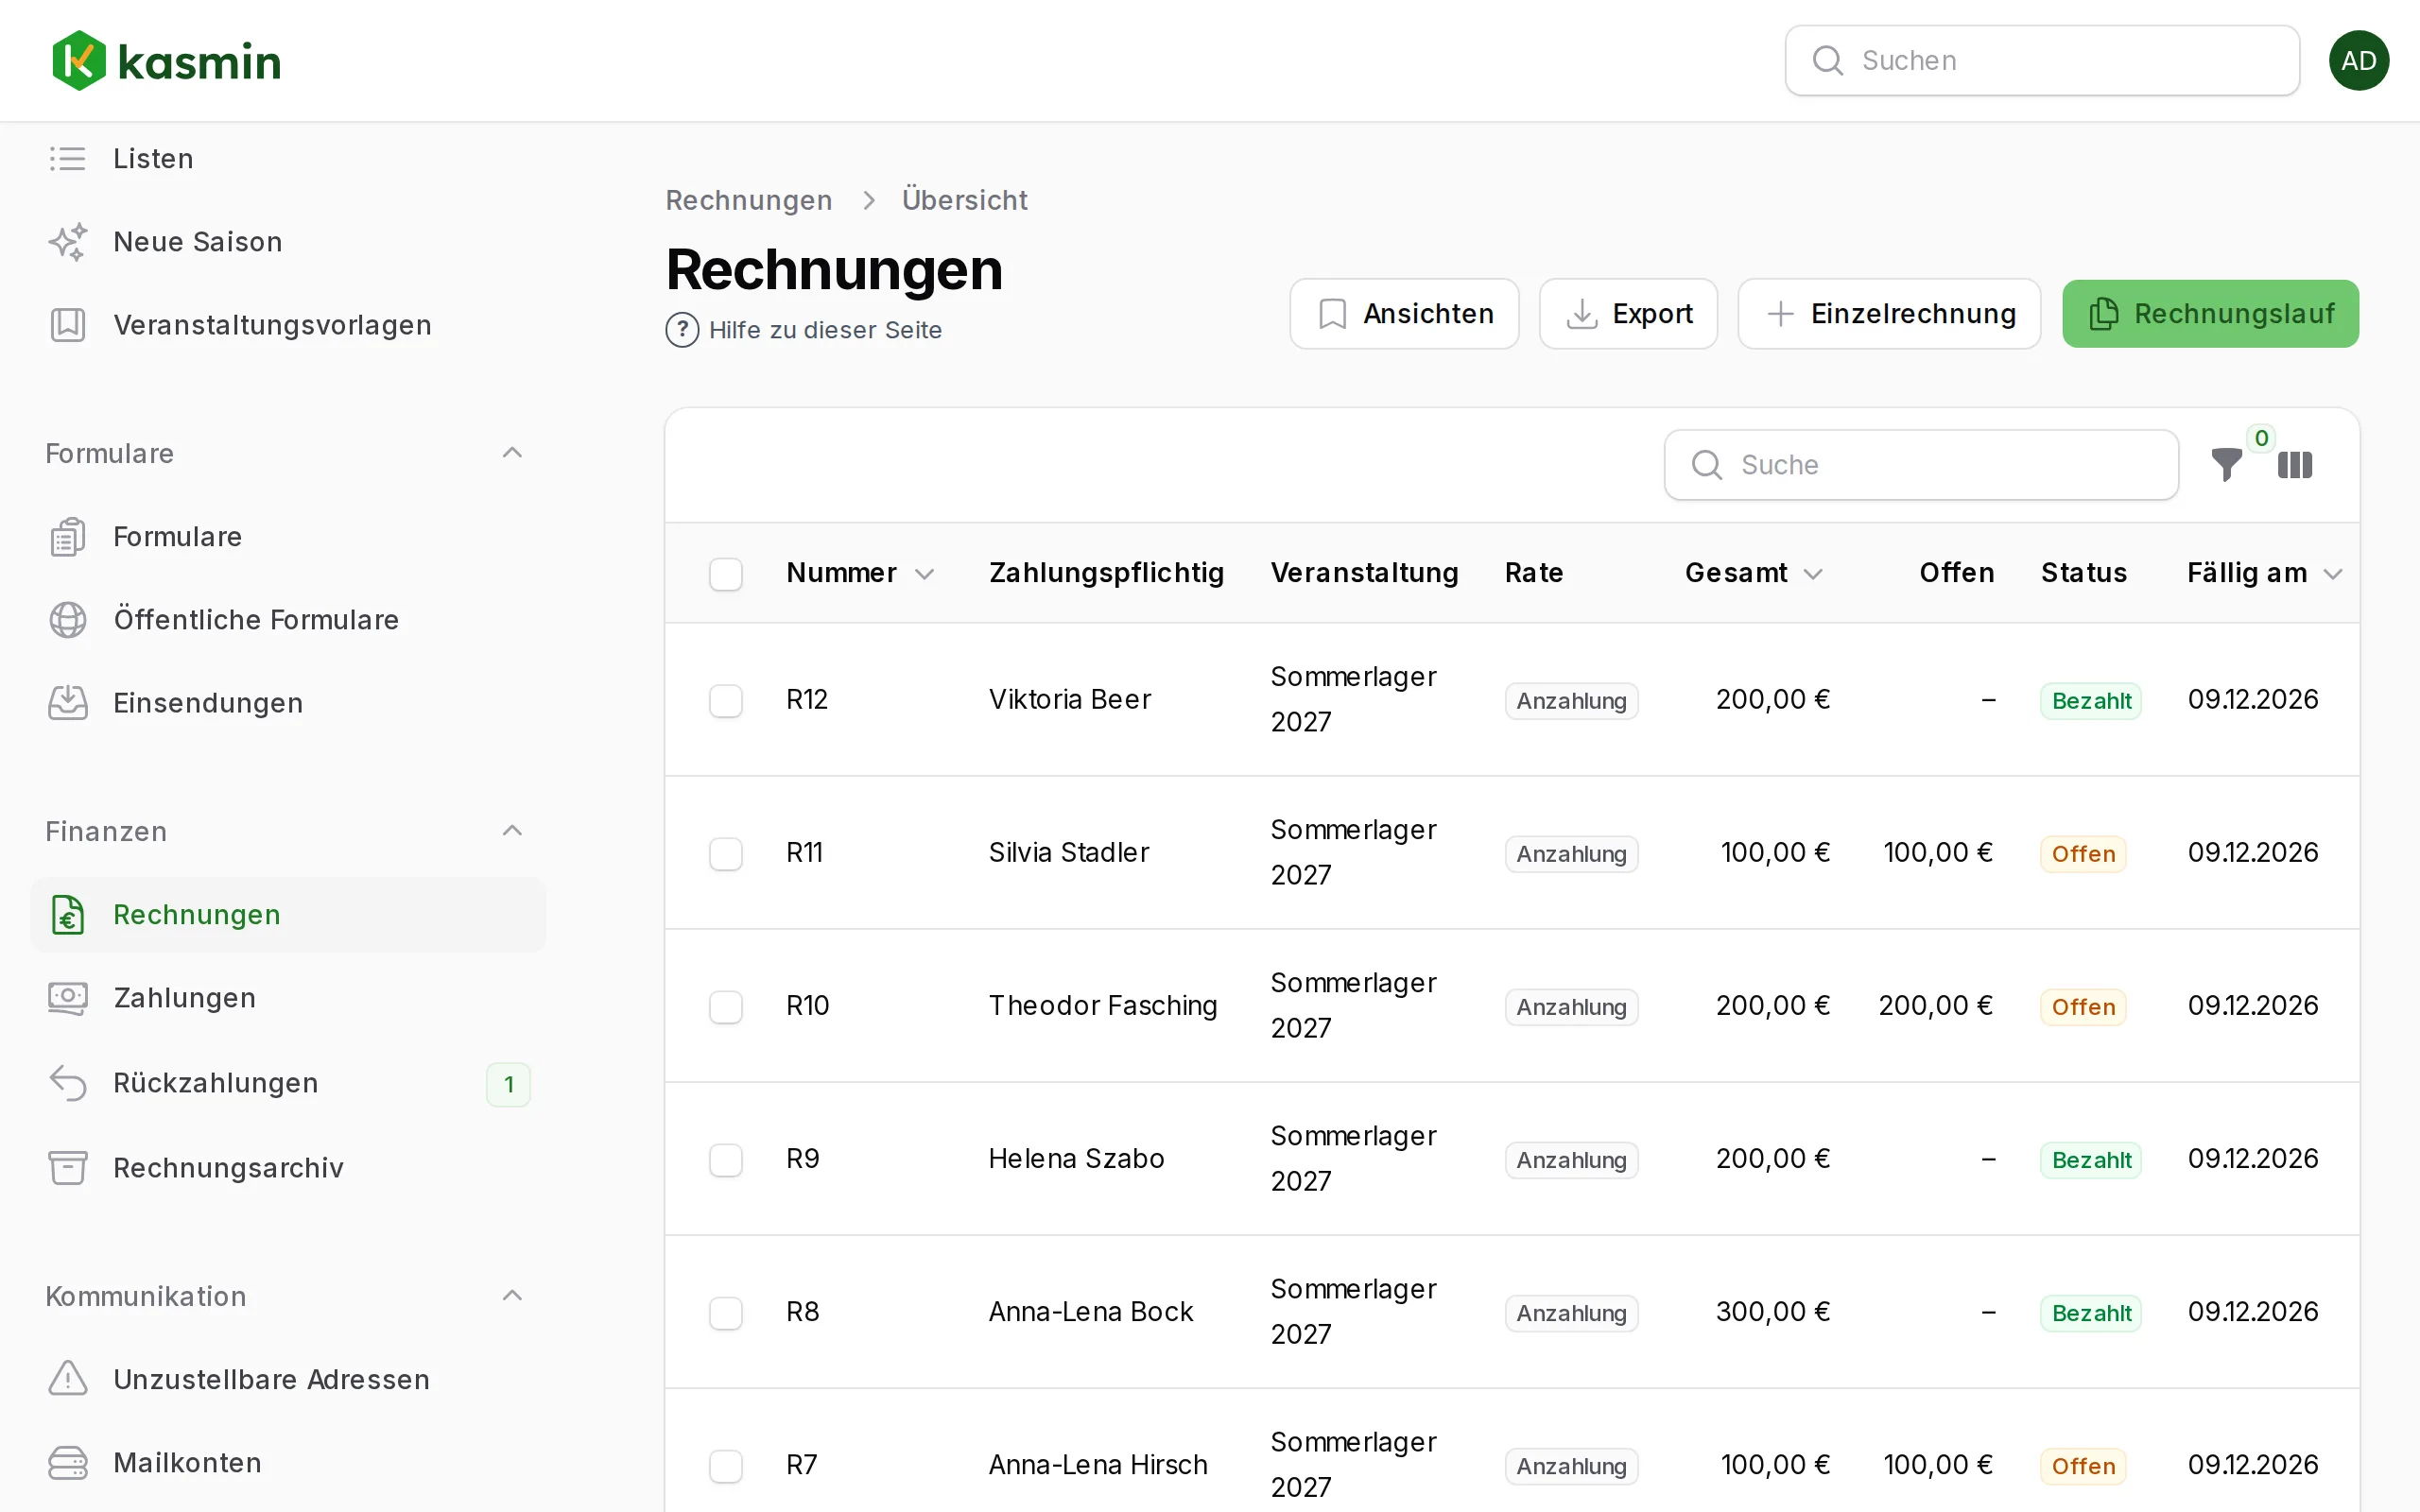 kasmin
Suchen
AD
Listen
Neue Saison
Veranstaltungsvorlagen
Formulare
Formulare
Öffentliche Formulare
Einsendungen
Finanzen
Rechnungen
Zahlungen
Rückzahlungen 1
Rechnungsarchiv
Kommunikation
Unzustellbare Adressen
Mailkonten
Rechnungen > Übersicht
Rechnungen
? Hilfe zu dieser Seite
Ansichten Export Einzelrechnung Rechnungslauf
Suche 0
Nummer Zahlungspflichtig Veranstaltung Rate Gesamt Offen Status Fällig am
R12 Viktoria Beer Sommerlager 2027 Anzahlung 200,00 € – Bezahlt 09.12.2026
R11 Silvia Stadler Sommerlager 2027 Anzahlung 100,00 € 100,00 € Offen 09.12.2026
R10 Theodor Fasching Sommerlager 2027 Anzahlung 200,00 € 200,00 € Offen 09.12.2026
R9 Helena Szabo Sommerlager 2027 Anzahlung 200,00 € – Bezahlt 09.12.2026
R8 Anna-Lena Bock Sommerlager 2027 Anzahlung 300,00 € – Bezahlt 09.12.2026
R7 Anna-Lena Hirsch Sommerlager 2027 Anzahlung 100,00 € 100,00 € Offen 09.12.2026